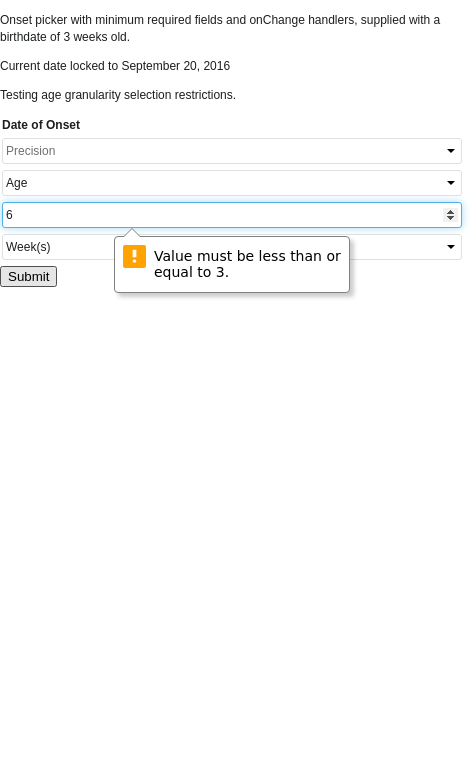 Onset picker with minimum required fields and onChange handlers, supplied with a
birthdate of 3 weeks old.
Current date locked to September 20, 2016
Testing age granularity selection restrictions.
Date of Onset
Precision
Age
6
Week(s)
Value must be less than or
equal to 3.
Submit